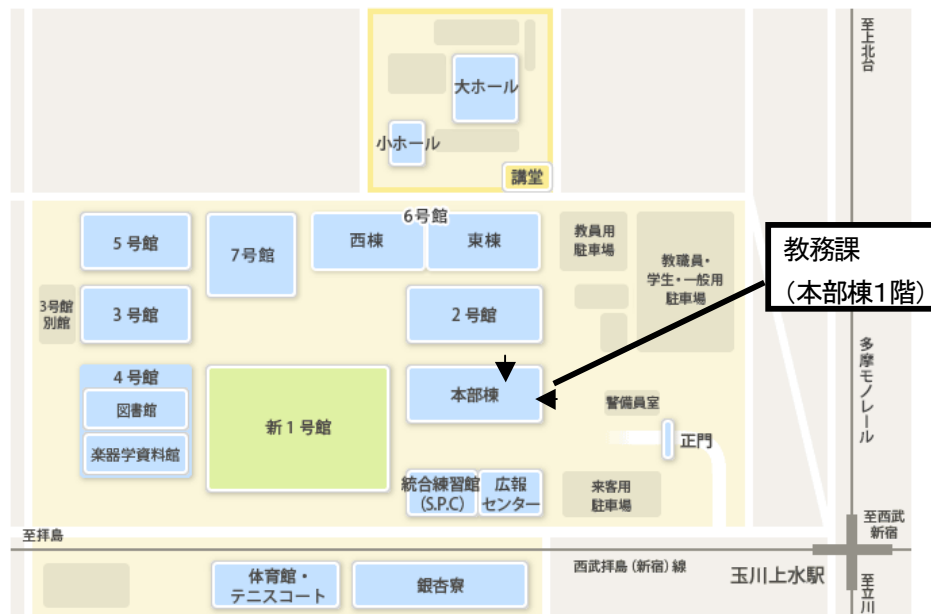 至上北台
大ホール
小ホール
講堂
6号館
西棟
東棟
5号館
7号館
教員用
駐車場
教職員・
学生・一般用
駐車場
教務課
（本部棟1階）
3号館
別館
3号館
2号館
多摩モノレール
4号館
図書館
楽器学資料館
新1号館
本部棟
警備員室
正門
統合練習館
(S.P.C)
広報
センター
来客用
駐車場
至西武
新宿
至拝島
西武拝島（新宿）線
玉川上水駅
至立川
体育館・
テニスコート
銀杏寮